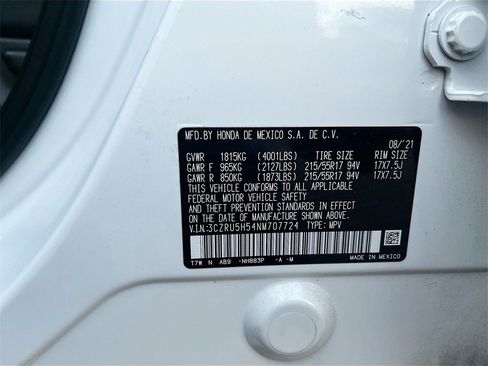 MFD.BY HONDA DE MEXICO S.A. DE C.V. 08/21
GVWR 1815KG (4001LBS) TIRE SIZE RIM SIZE
GAWR F 965KG (2127LBS) 215/55R17 94V 17X7.5J
GAWR R 850KG (1873LBS) 215/55R17 94V 17X7.5J
THIS VEHICLE CONFORMS TO ALL APPLICABLE
FEDERAL MOTOR VEHICLE SAFETY
AND THEFT PREVENTION STANDARDS IN EFFECT
ON THE DATE OF MANUFACTURE SHOWN ABOVE.
V.I.N:3CZRU5H54NM707724 TYPE: MPV
T7W N AB9 -NH883P -A -M
MADE IN MEXICO